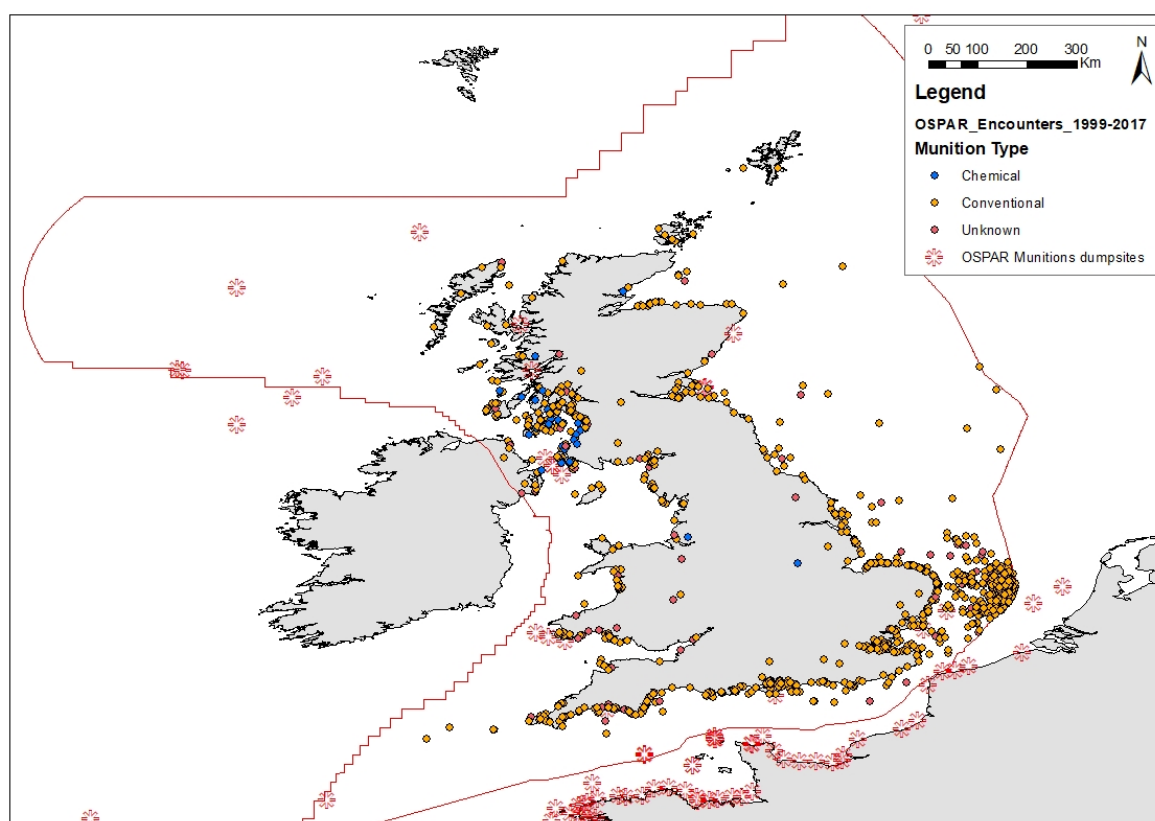 N
0 50 100 200 300
Km
Legend
OSPAR_Encounters_1999-2017
Munition Type
Chemical
Conventional
Unknown
OSPAR Munitions dumpsites